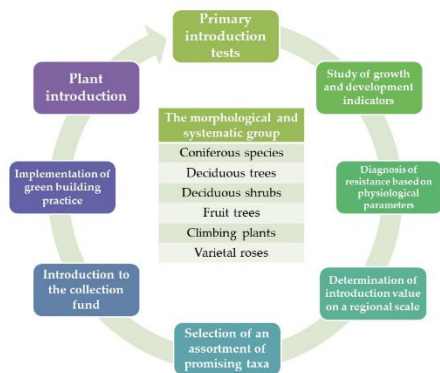 Primary
introduction
tests
Study of growth
and development
indicators
Diagnosis of
resistance based on
physiological
parameters
Determination of
introduction value
on a regional scale
Selection of an
assortment of
promising taxa
Introduction to
the collection
fund
Implementation of
green building
practice
Plant
introduction
The morphological and
systematic group
Coniferous species
Deciduous trees
Deciduous shrubs
Fruit trees
Climbing plants
Varietal roses